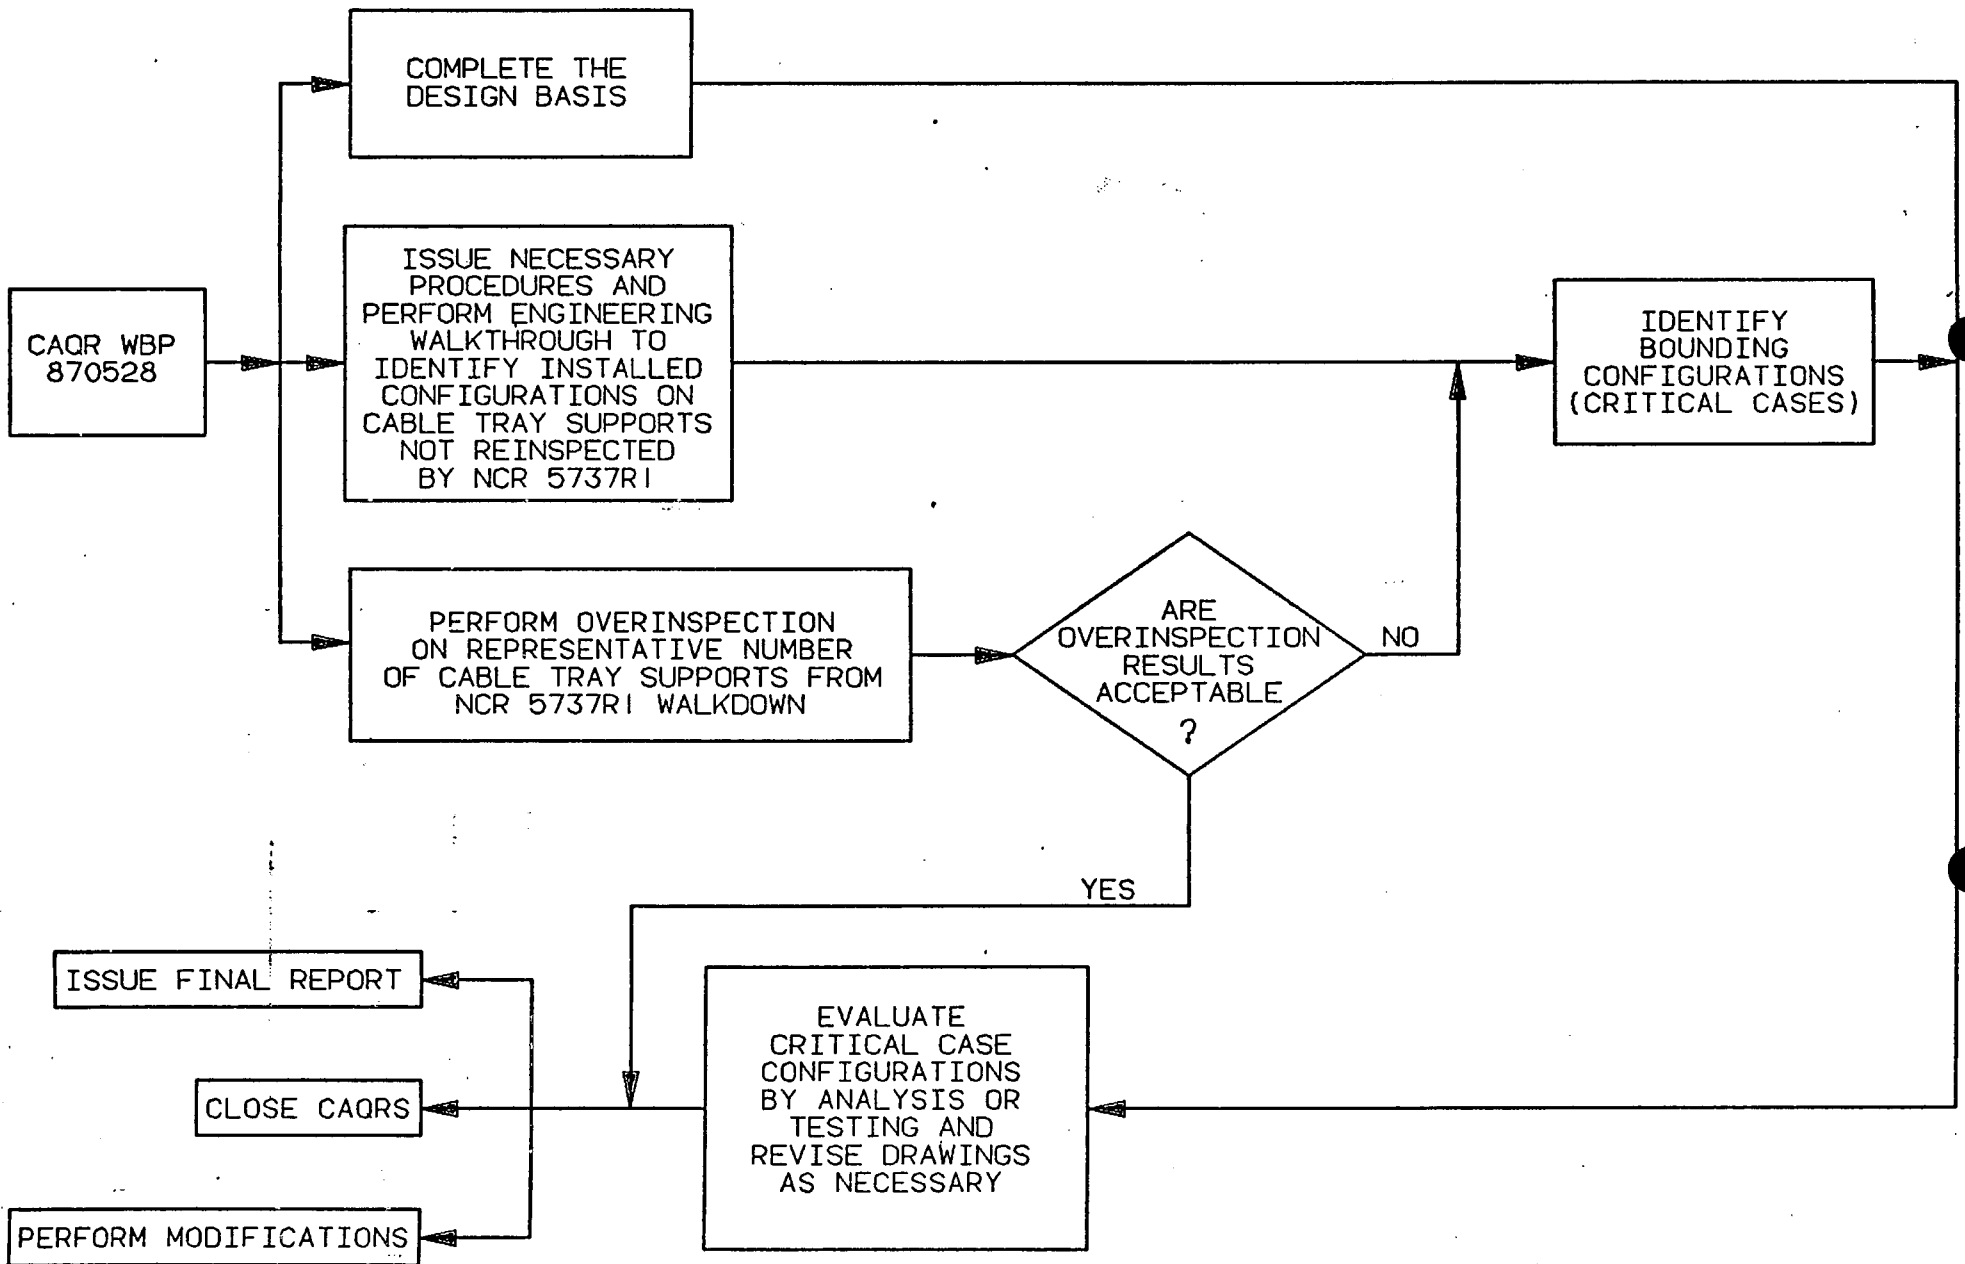 COMPLETE THE
DESIGN BASIS
CAQR WBP
870528
ISSUE NECESSARY
PROCEDURES AND
PERFORM ENGINEERING
WALKTHROUGH TO
IDENTIFY INSTALLED
CONFIGURATIONS ON
CABLE TRAY SUPPORTS
NOT REINSPECTED
BY NCR 5737R1
IDENTIFY
BOUNDING
CONFIGURATIONS
(CRITICAL CASES)
PERFORM OVERINSPECTION
ON REPRESENTATIVE NUMBER
OF CABLE TRAY SUPPORTS FROM
NCR 5737R1 WALKDOWN
ARE
OVERINSPECTION
RESULTS
ACCEPTABLE
?
NO
YES
ISSUE FINAL REPORT
CLOSE CAQRS
PERFORM MODIFICATIONS
EVALUATE
CRITICAL CASE
CONFIGURATIONS
BY ANALYSIS OR
TESTING AND
REVISE DRAWINGS
AS NECESSARY